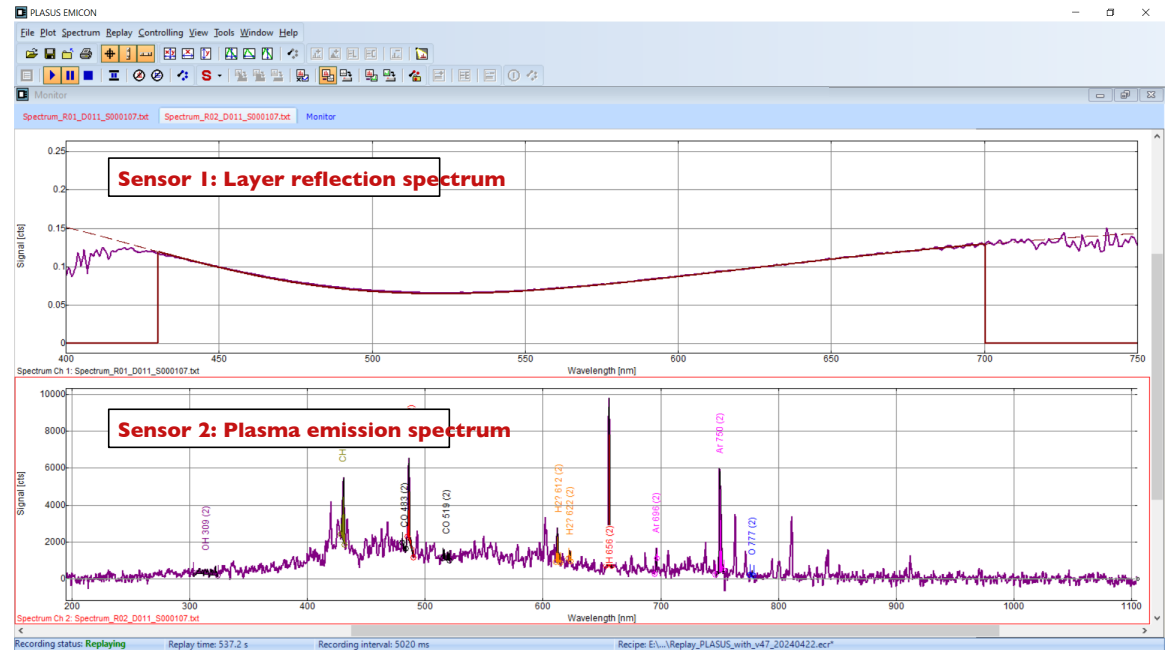 PLASUS EMICON
File Plot Spectrum Replay Controlling View Tools Window Help
Monitor
Spectrum_R01_D011_S000107.txt Spectrum_R02_D011_S000107.txt Monitor
Sensor 1: Layer reflection spectrum
Signal [cts]
0.25
0.2
0.15
0.1
0.05
0
400 450 500 550 600 650 700 750
Wavelength [nm]
Spectrum Ch 1: Spectrum_R01_D011_S000107.txt
Sensor 2: Plasma emission spectrum
Signal [cts]
10000
8000
6000
4000
2000
0
OH 309 (2)
CH
CO 483 (2)
CO 519 (2)
H2? 612 (2)
H2? 622 (2)
H 656 (2)
Ar 696 (2)
Ar 750 (2)
O 777 (2)
200 300 400 500 600 700 800 900 1000 1100
Wavelength [nm]
Spectrum Ch 2: Spectrum_R02_D011_S000107.txt
Recording status: Replaying Replay time: 537.2 s Recording interval: 5020 ms Recipe: E:\...\Replay_PLASUS_with_v47_20240422.ecr*